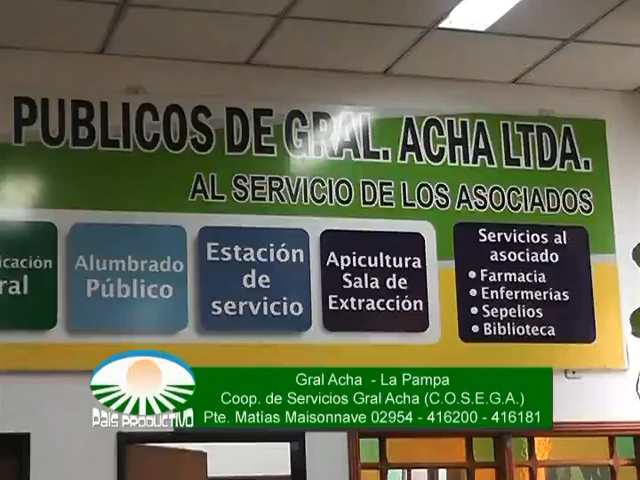 PUBLICOS DE GRAL. ACHA LTDA.
AL SERVICIO DE LOS ASOCIADOS
Alumbrado
Público
Estación
de
servicio
Apicultura
Sala de
Extracción
Servicios al
asociado
• Farmacia
• Enfermerías
• Sepelios
• Biblioteca
PAIS PRODUCTIVO
Gral Acha - La Pampa
Coop. de Servicios Gral Acha (C.O.S.E.G.A.)
Pte. Matías Maisonnave 02954 - 416200 - 416181